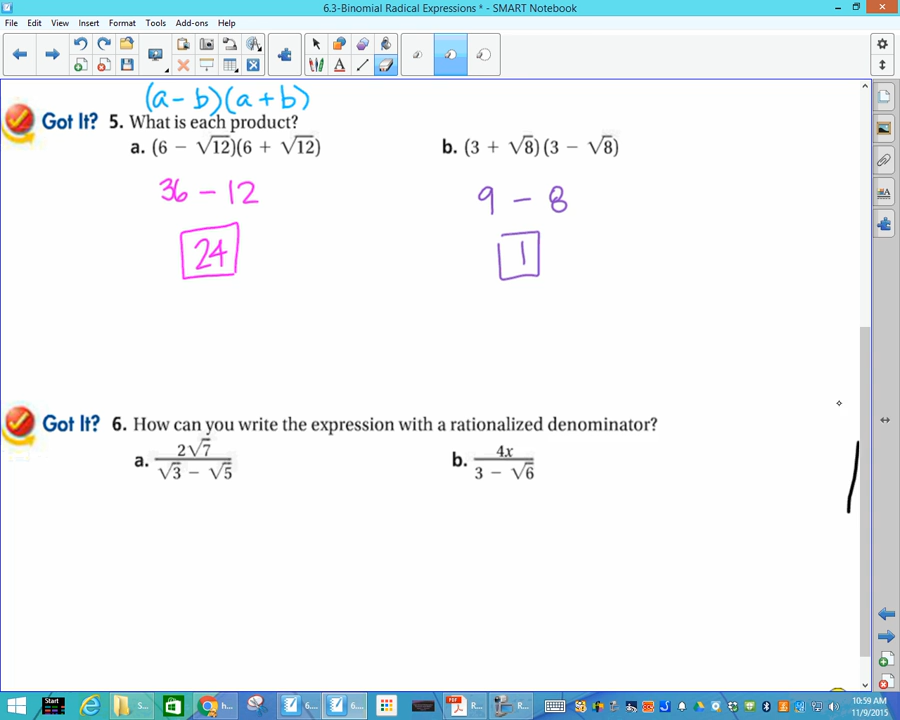 6.3-Binomial Radical Expressions * - SMART Notebook
File Edit View Insert Format Tools Add-ons Help
(a - b)(a + b)
Got It? 5. What is each product?
a. (6 - √12)(6 + √12) b. (3 + √8)(3 - √8)
36 - 12 9 - 8
24 1
Got It? 6. How can you write the expression with a rationalized denominator?
a. 2√7 / (√3 - √5) b. 4x / (3 - √6)
Start S... h... 6... 6... R... R...
10:59 AM
11/9/2015